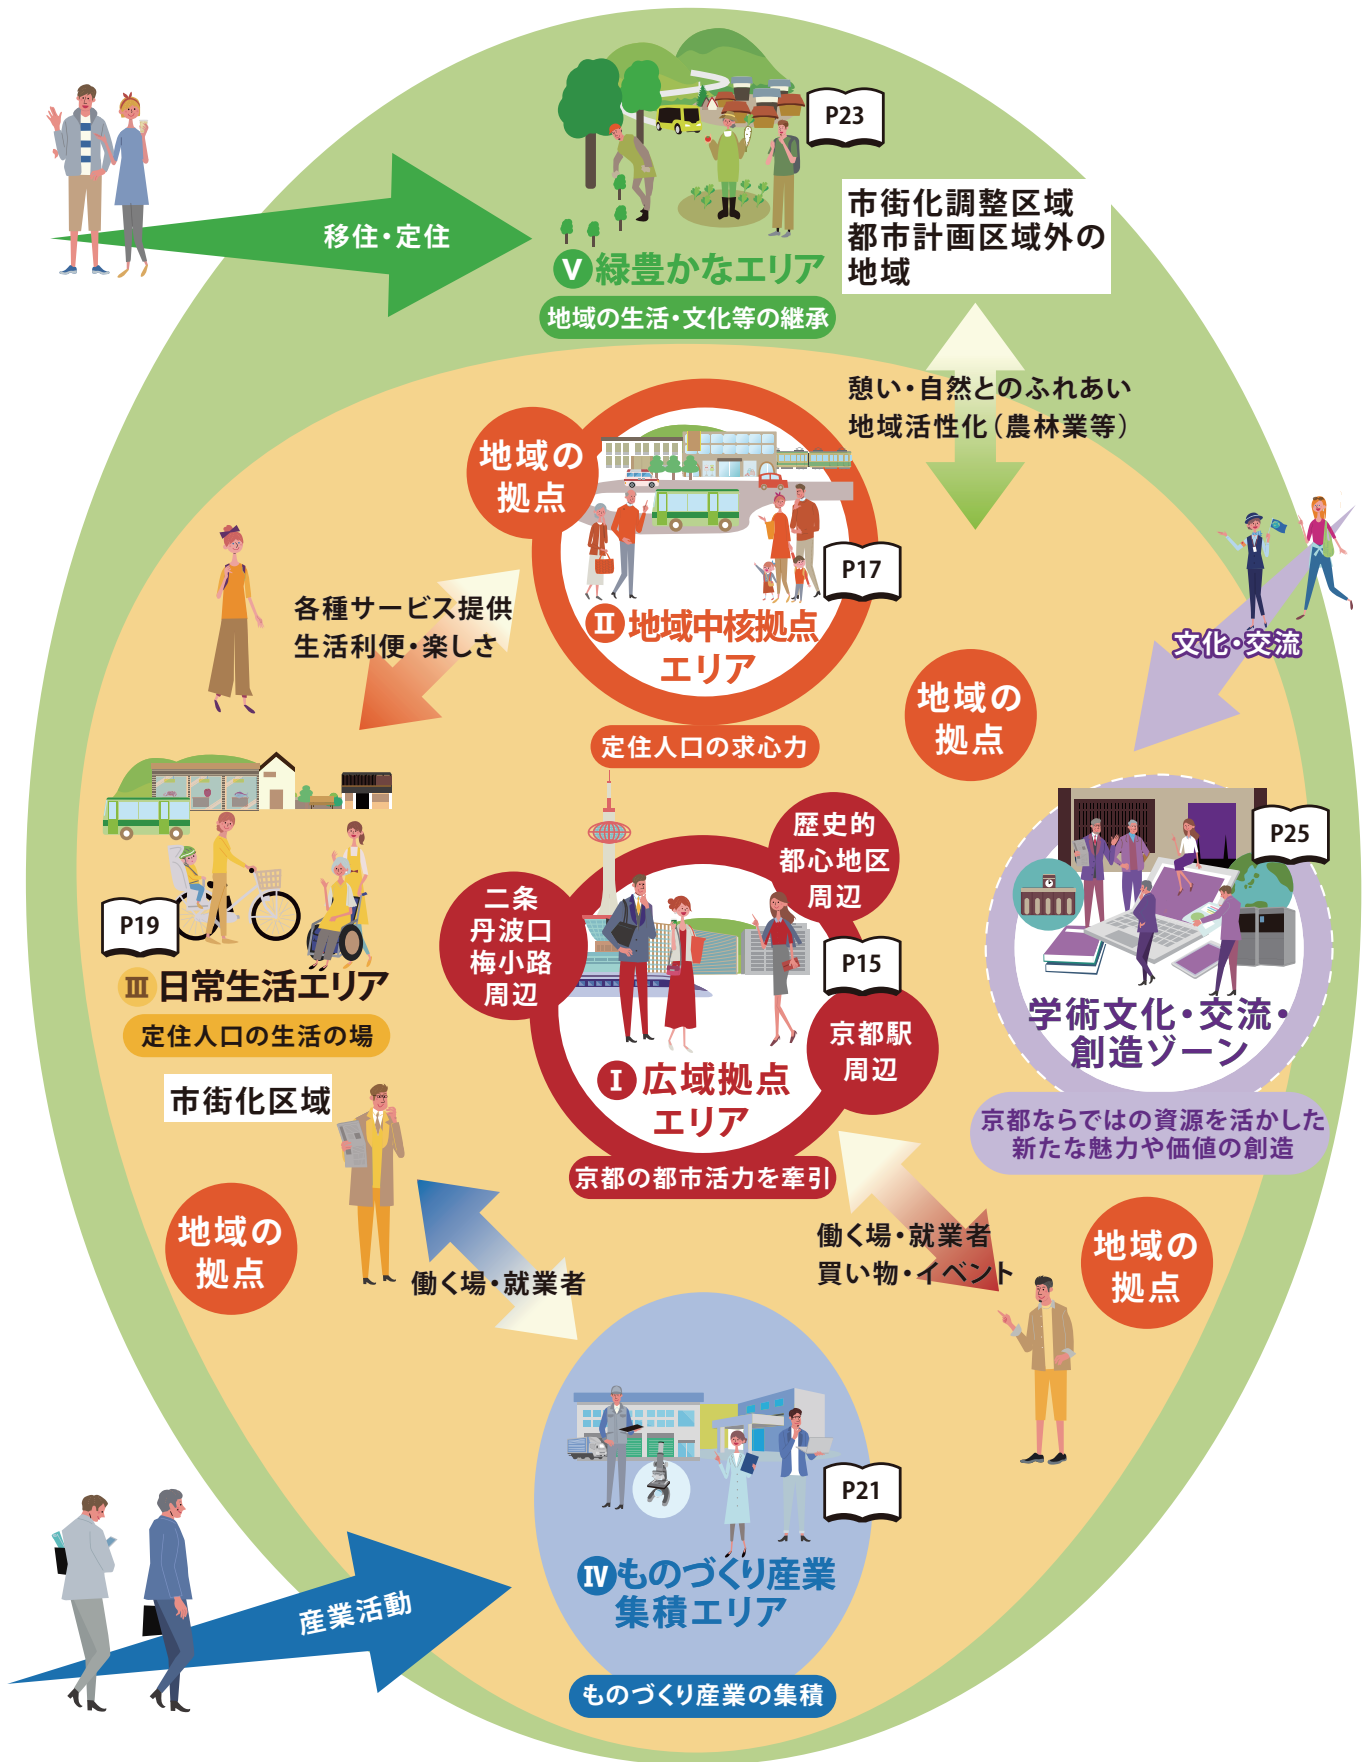 P23
市街化調整区域
都市計画区域外の
地域
移住・定住
Ⅴ 緑豊かなエリア
地域の生活・文化等の継承
憩い・自然とのふれあい
地域活性化（農林業等）
地域の
拠点
P17
各種サービス提供
生活利便・楽しさ
Ⅱ 地域中核拠点
エリア
定住人口の求心力
文化・交流
地域の
拠点
歴史的
都心地区
周辺
二条
丹波口
梅小路
周辺
P15
京都駅
周辺
Ⅰ 広域拠点
エリア
京都の都市活力を牽引
P19
Ⅲ 日常生活エリア
定住人口の生活の場
市街化区域
P25
学術文化・交流・
創造ゾーン
京都ならではの資源を活かした
新たな魅力や価値の創造
地域の
拠点
働く場・就業者
働く場・就業者
買い物・イベント
地域の
拠点
P21
Ⅳ ものづくり産業
集積エリア
ものづくり産業の集積
産業活動